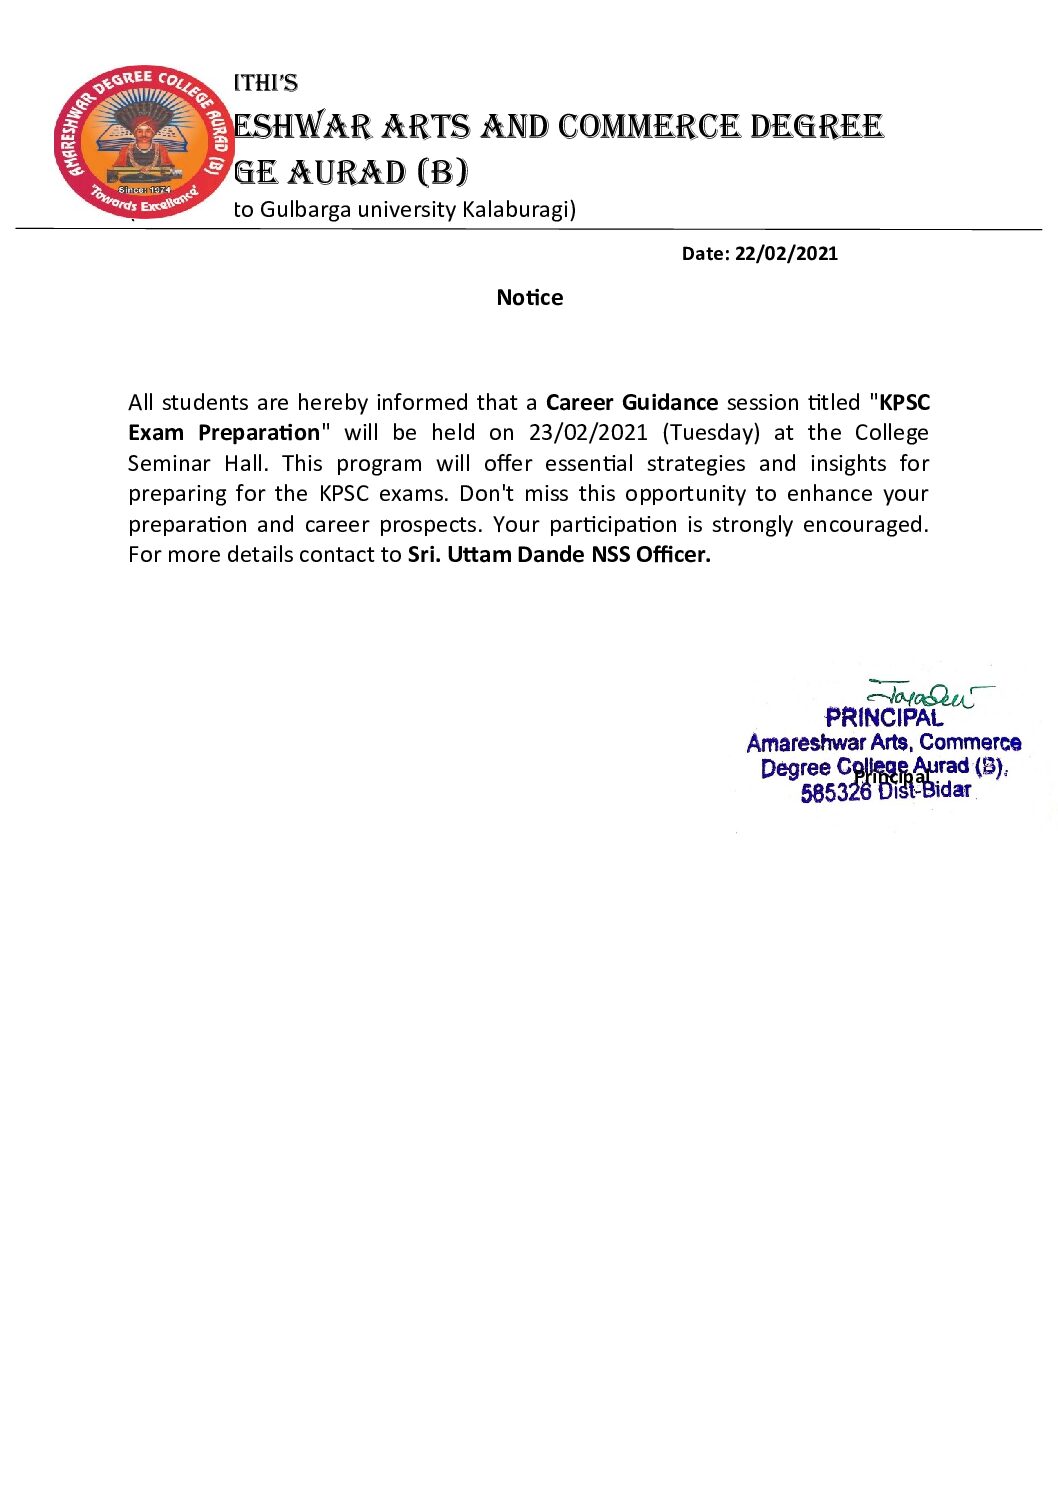 AMARESHWAR DEGREE COLLEGE AURAD (B)
Since 1974
'Towards Excellence'
ITHI'S
ESHWAR ARTS AND COMMERCE DEGREE
GE AURAD (B)
to Gulbarga university Kalaburagi)
Date: 22/02/2021
Notice
All students are hereby informed that a Career Guidance session titled "KPSC
Exam Preparation" will be held on 23/02/2021 (Tuesday) at the College
Seminar Hall. This program will offer essential strategies and insights for
preparing for the KPSC exams. Don't miss this opportunity to enhance your
preparation and career prospects. Your participation is strongly encouraged.
For more details contact to Sri. Uttam Dande NSS Officer.
PRINCIPAL
Amareshwar Arts, Commerce
Degree College Aurad (B).
Principal
585326 Dist-Bidar